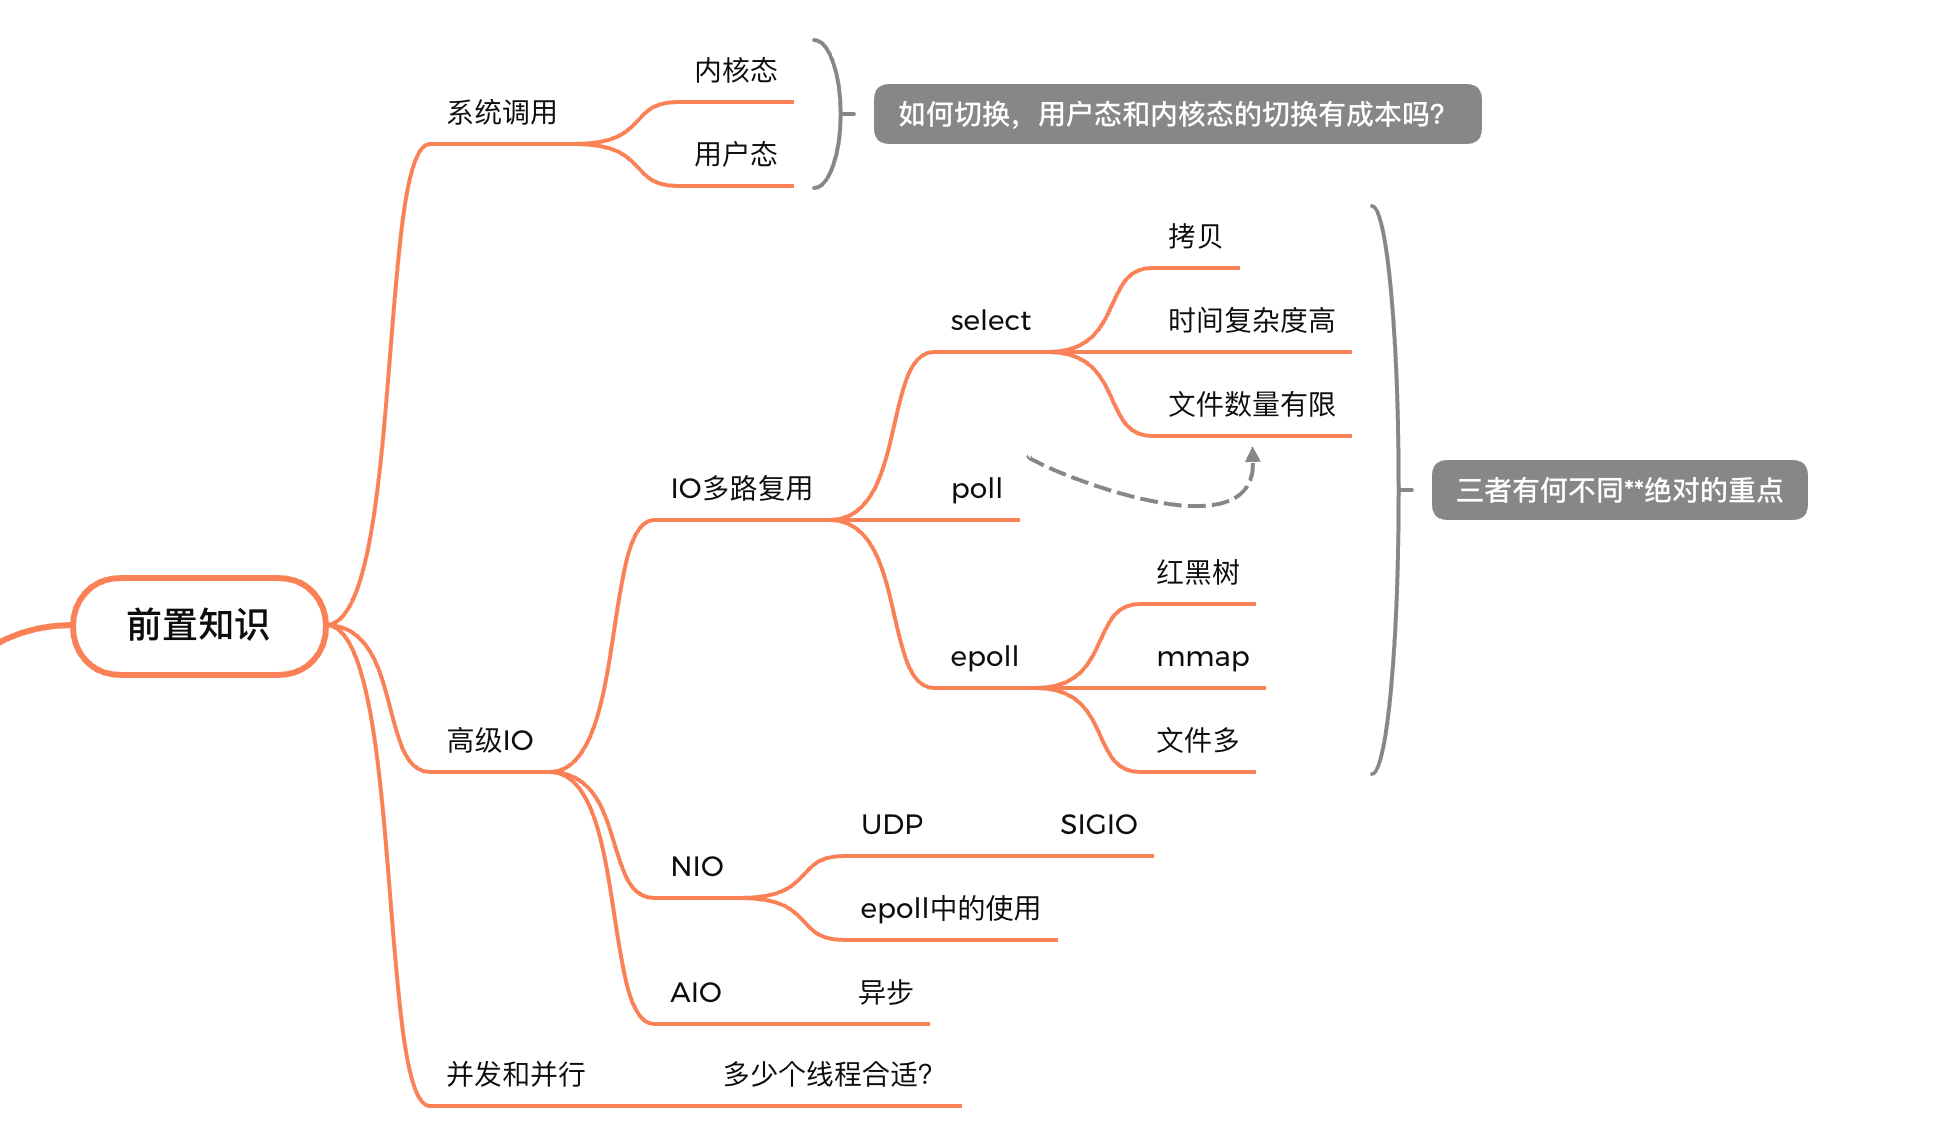 前置知识
系统调用
内核态
用户态
如何切换，用户态和内核态的切换有成本吗？
高级IO
IO多路复用
select
拷贝
时间复杂度高
文件数量有限
poll
epoll
红黑树
mmap
文件多
三者有何不同**绝对的重点
NIO
UDP
SIGIO
epoll中的使用
AIO
异步
并发和并行
多少个线程合适？